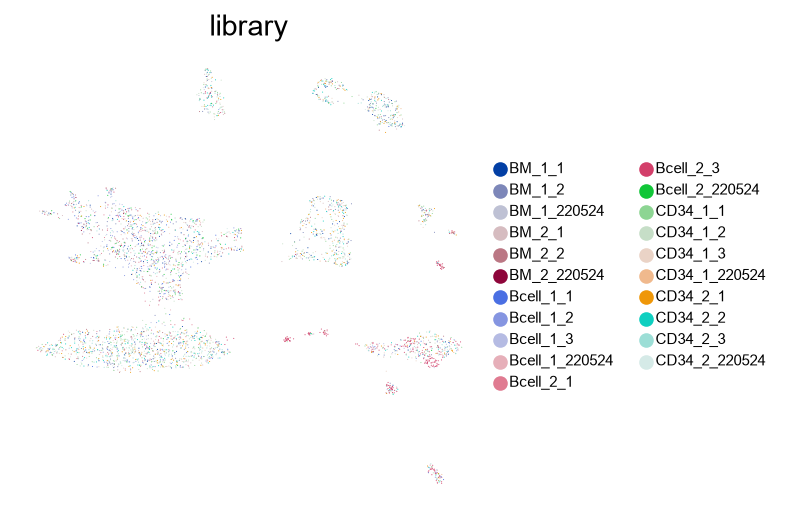 library
BM_1_1
BM_1_2
BM_1_220524
BM_2_1
BM_2_2
BM_2_220524
Bcell_1_1
Bcell_1_2
Bcell_1_3
Bcell_1_220524
Bcell_2_1
Bcell_2_3
Bcell_2_220524
CD34_1_1
CD34_1_2
CD34_1_3
CD34_1_220524
CD34_2_1
CD34_2_2
CD34_2_3
CD34_2_220524